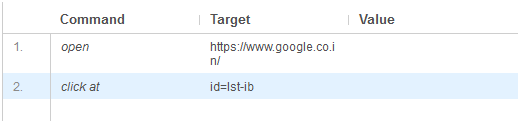 Command Target Value
1. open https://www.google.co.i
n/
2. click at id=lst-ib